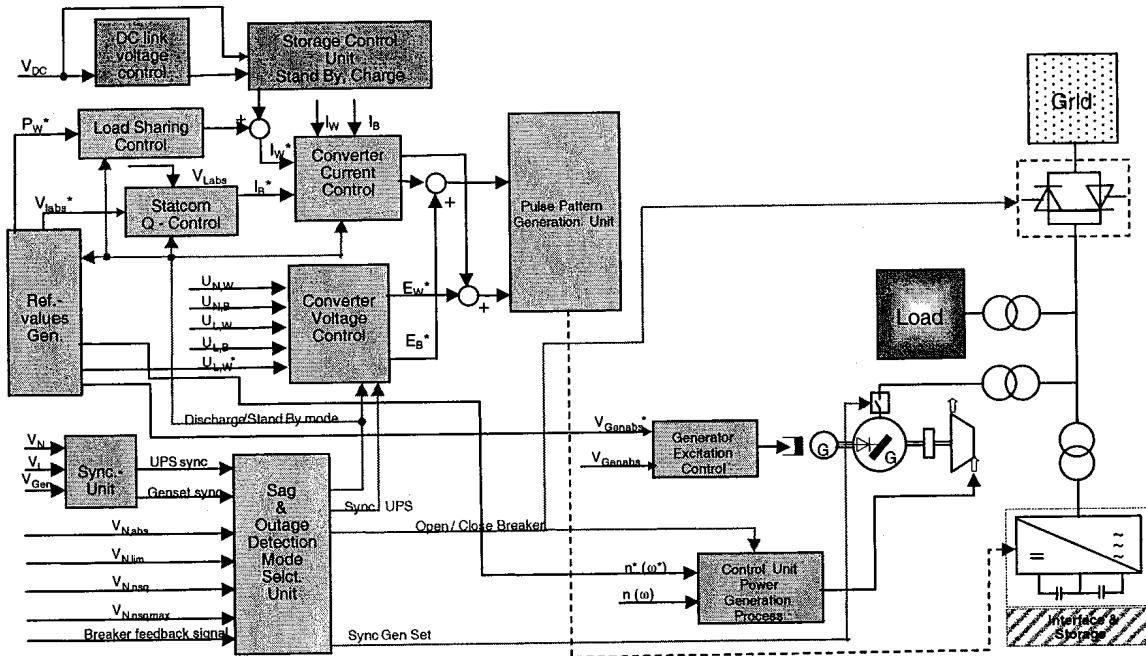 DC link
voltage
control
Storage Control
Unit
Stand By, Charge
V_DC
P_W*
Load Sharing
Control
+
I_W
I_B
I_W*
Converter
Current
Control
V_Labs
I_B*
V_labs*
Statcom
Q - Control
+
Pulse Pattern
Generation Unit
Grid
Load
Ref.-
values
Gen.
U_N,W
U_N,B
U_L,W
U_L,B
U_L,W*
Converter
Voltage
Control
E_W*
E_B*
+
Discharge/Stand By mode
V_N
V_L
V_Gen
Sync.-
Unit
UPS sync
Genset sync
Sag
&
Outage
Detection
Mode
Selct.
Unit
Sync UPS
Open / Close Breaker
V_N,abs
V_N,lim
V_N,nsq
V_N,nsqmax
Breaker feedback signal
Sync Gen Set
V_Genabs*
V_Genabs
Generator
Excitation
Control
G
G
n* (ω*)
n (ω)
Control Unit
Power
Generation
Process
=
~
~
~
Interface &
Storage